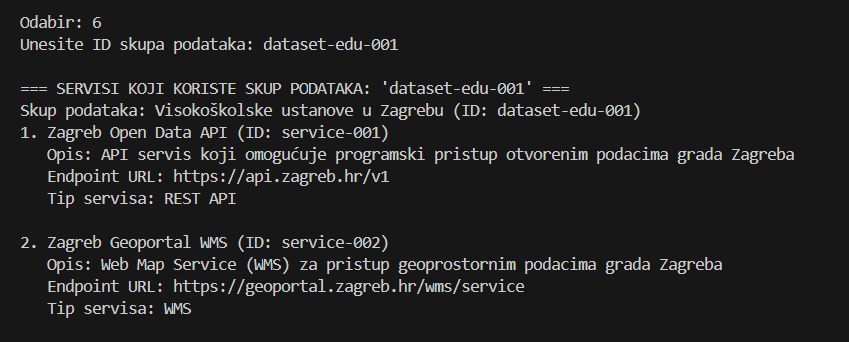 Odabir: 6
Unesite ID skupa podataka: dataset-edu-001
=== SERVISI KOJI KORISTE SKUP PODATAKA: 'dataset-edu-001' ===
Skup podataka: Visokoškolske ustanove u Zagrebu (ID: dataset-edu-001)
1. Zagreb Open Data API (ID: service-001)
Opis: API servis koji omogućuje programski pristup otvorenim podacima grada Zagreba
Endpoint URL: https://api.zagreb.hr/v1
Tip servisa: REST API
2. Zagreb Geoportal WMS (ID: service-002)
Opis: Web Map Service (WMS) za pristup geoprostornim podacima grada Zagreba
Endpoint URL: https://geoportal.zagreb.hr/wms/service
Tip servisa: WMS